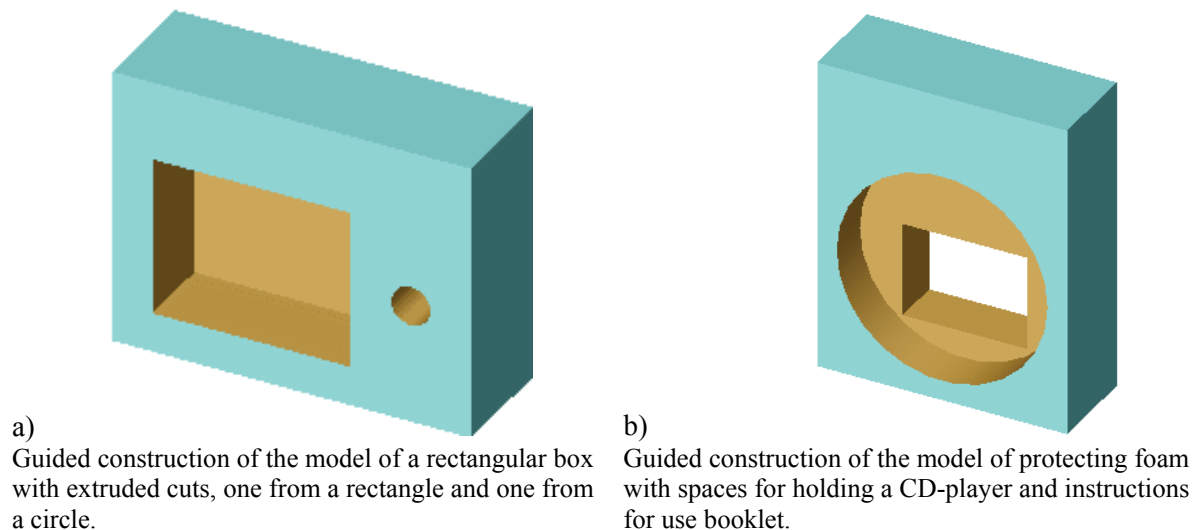 a)
Guided construction of the model of a rectangular box
with extruded cuts, one from a rectangle and one from
a circle.
b)
Guided construction of the model of protecting foam
with spaces for holding a CD-player and instructions
for use booklet.